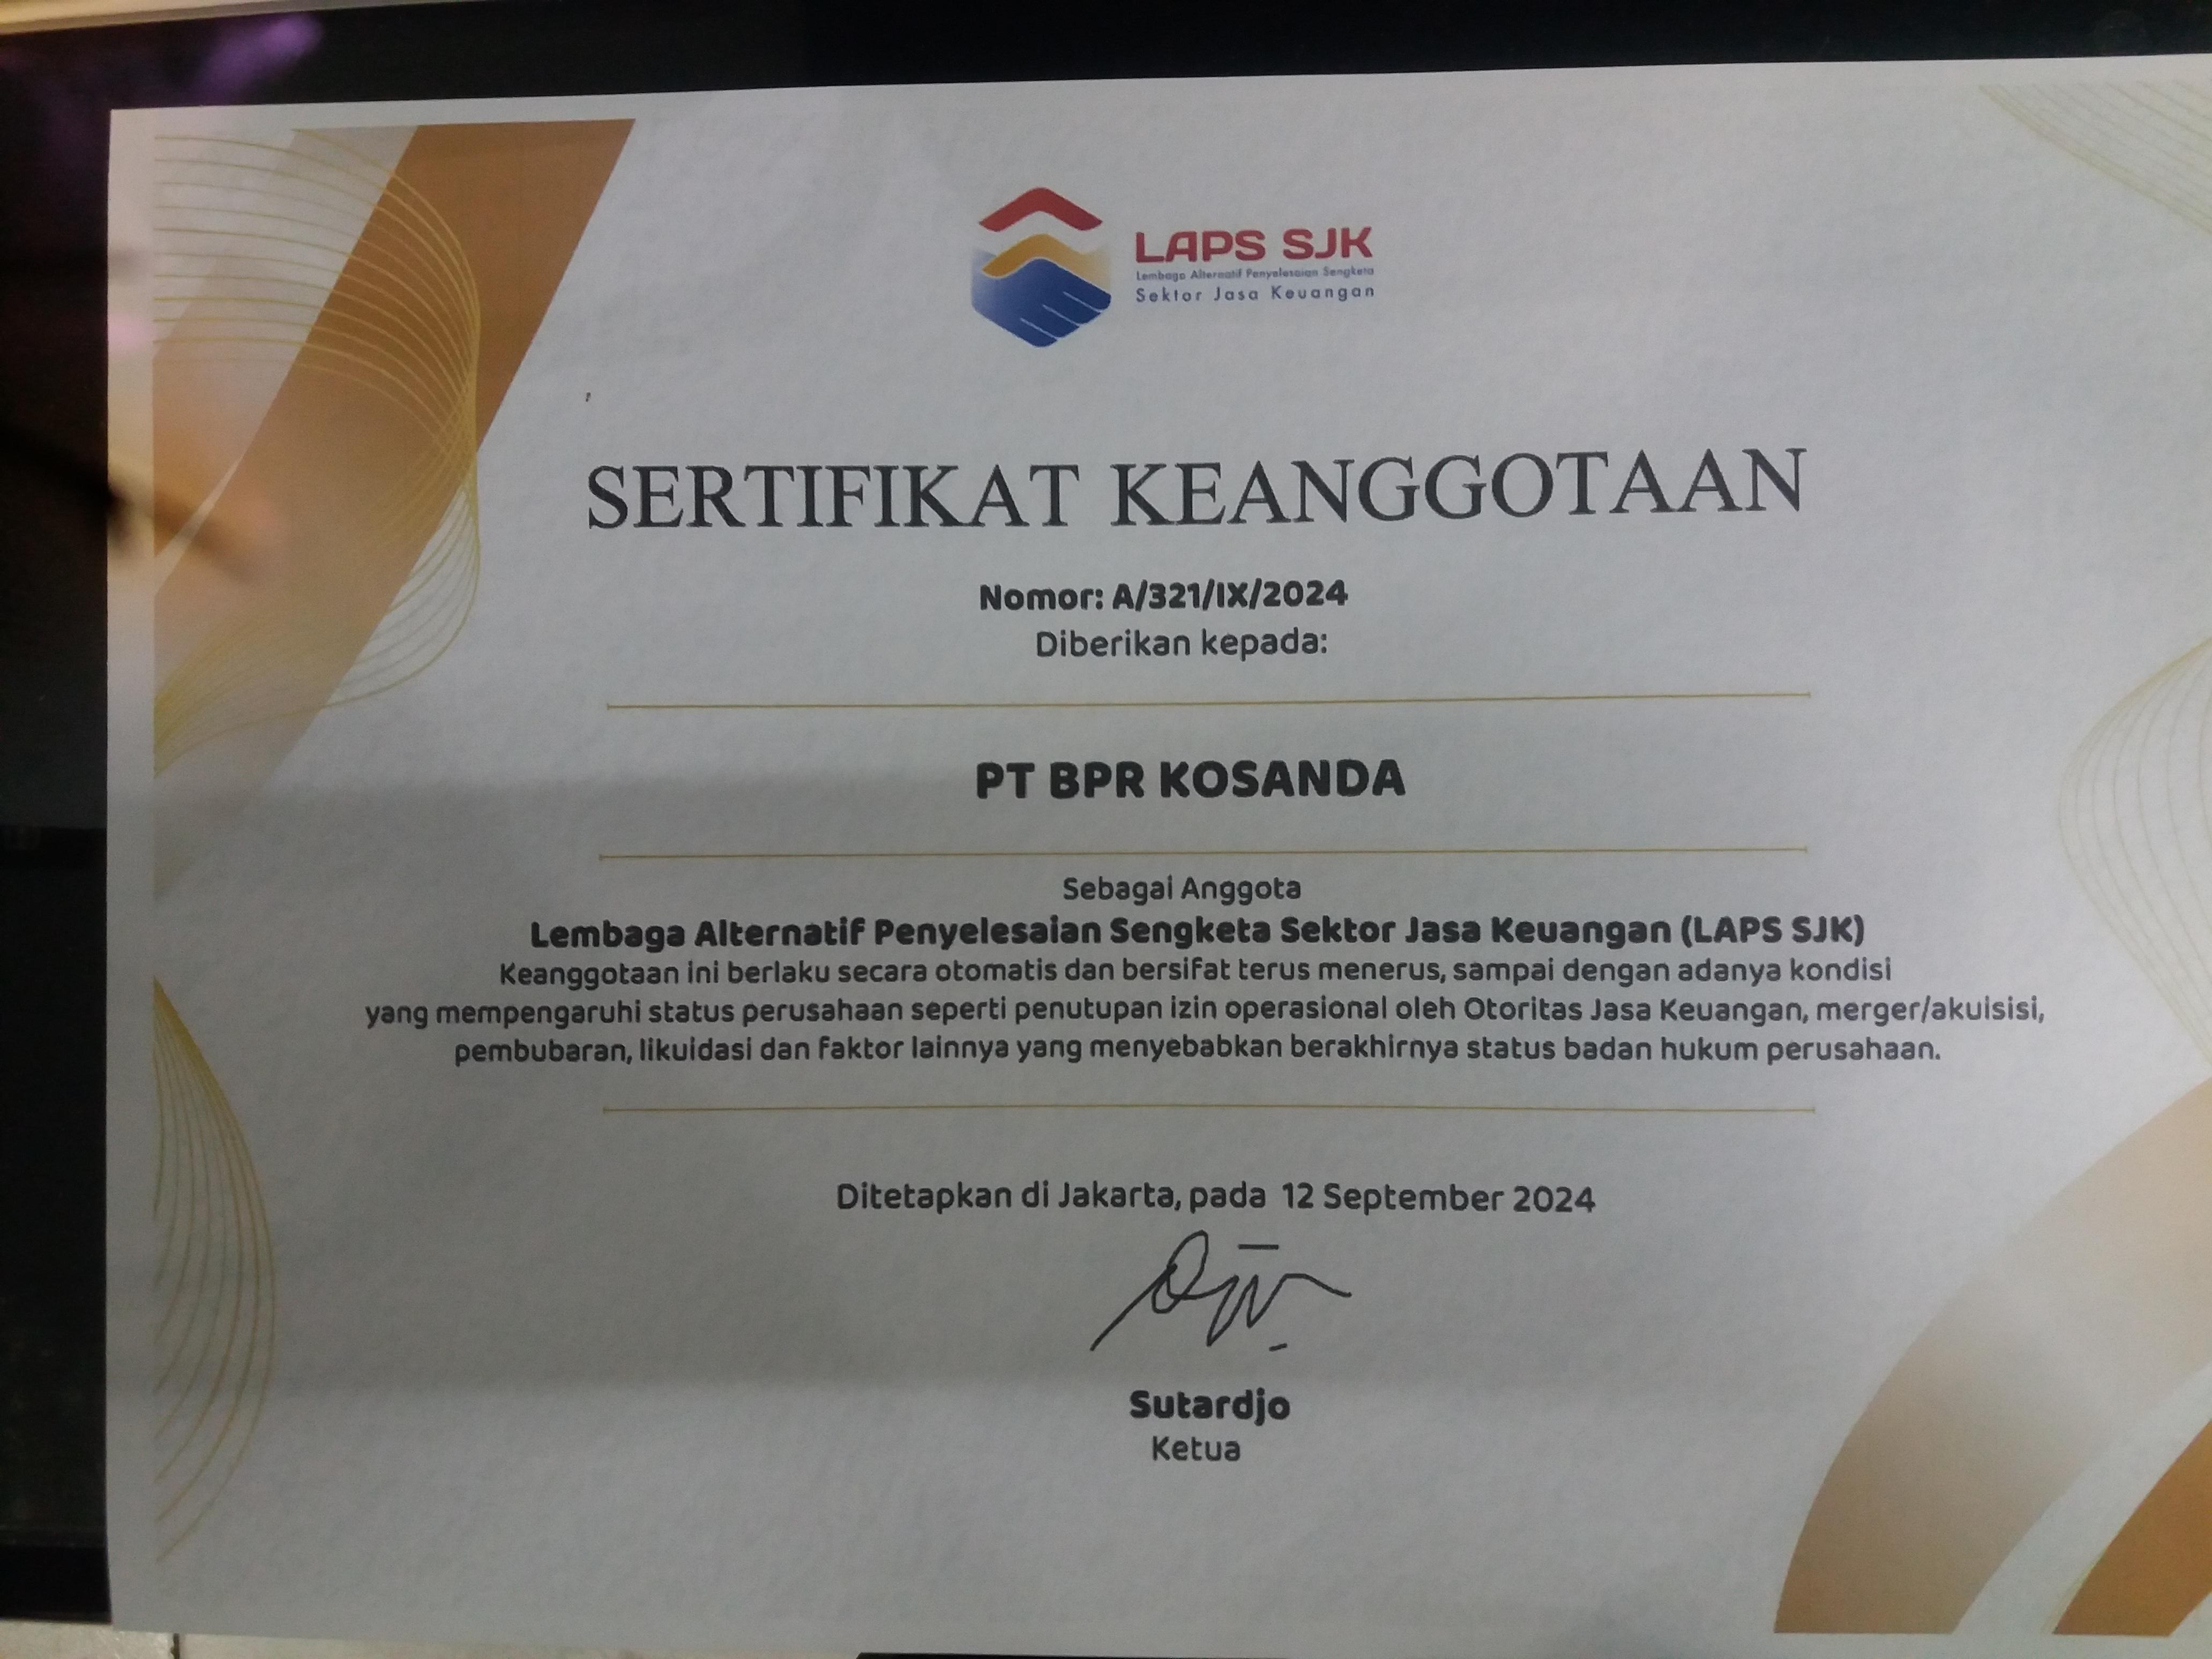 LAPS SJK
Lembaga Alternatif Penyelesaian Sengketa
Sektor Jasa Keuangan
SERTIFIKAT KEANGGOTAAN
Nomor: A/321/IX/2024
Diberikan kepada:
PT BPR KOSANDA
Sebagai Anggota
Lembaga Alternatif Penyelesaian Sengketa Sektor Jasa Keuangan (LAPS SJK)
Keanggotaan ini berlaku secara otomatis dan bersifat terus menerus, sampai dengan adanya kondisi
yang mempengaruhi status perusahaan seperti penutupan izin operasional oleh Otoritas Jasa Keuangan, merger/akuisisi,
pembubaran, likuidasi dan faktor lainnya yang menyebabkan berakhirnya status badan hukum perusahaan.
Ditetapkan di Jakarta, pada 12 September 2024
Sutardjo
Ketua